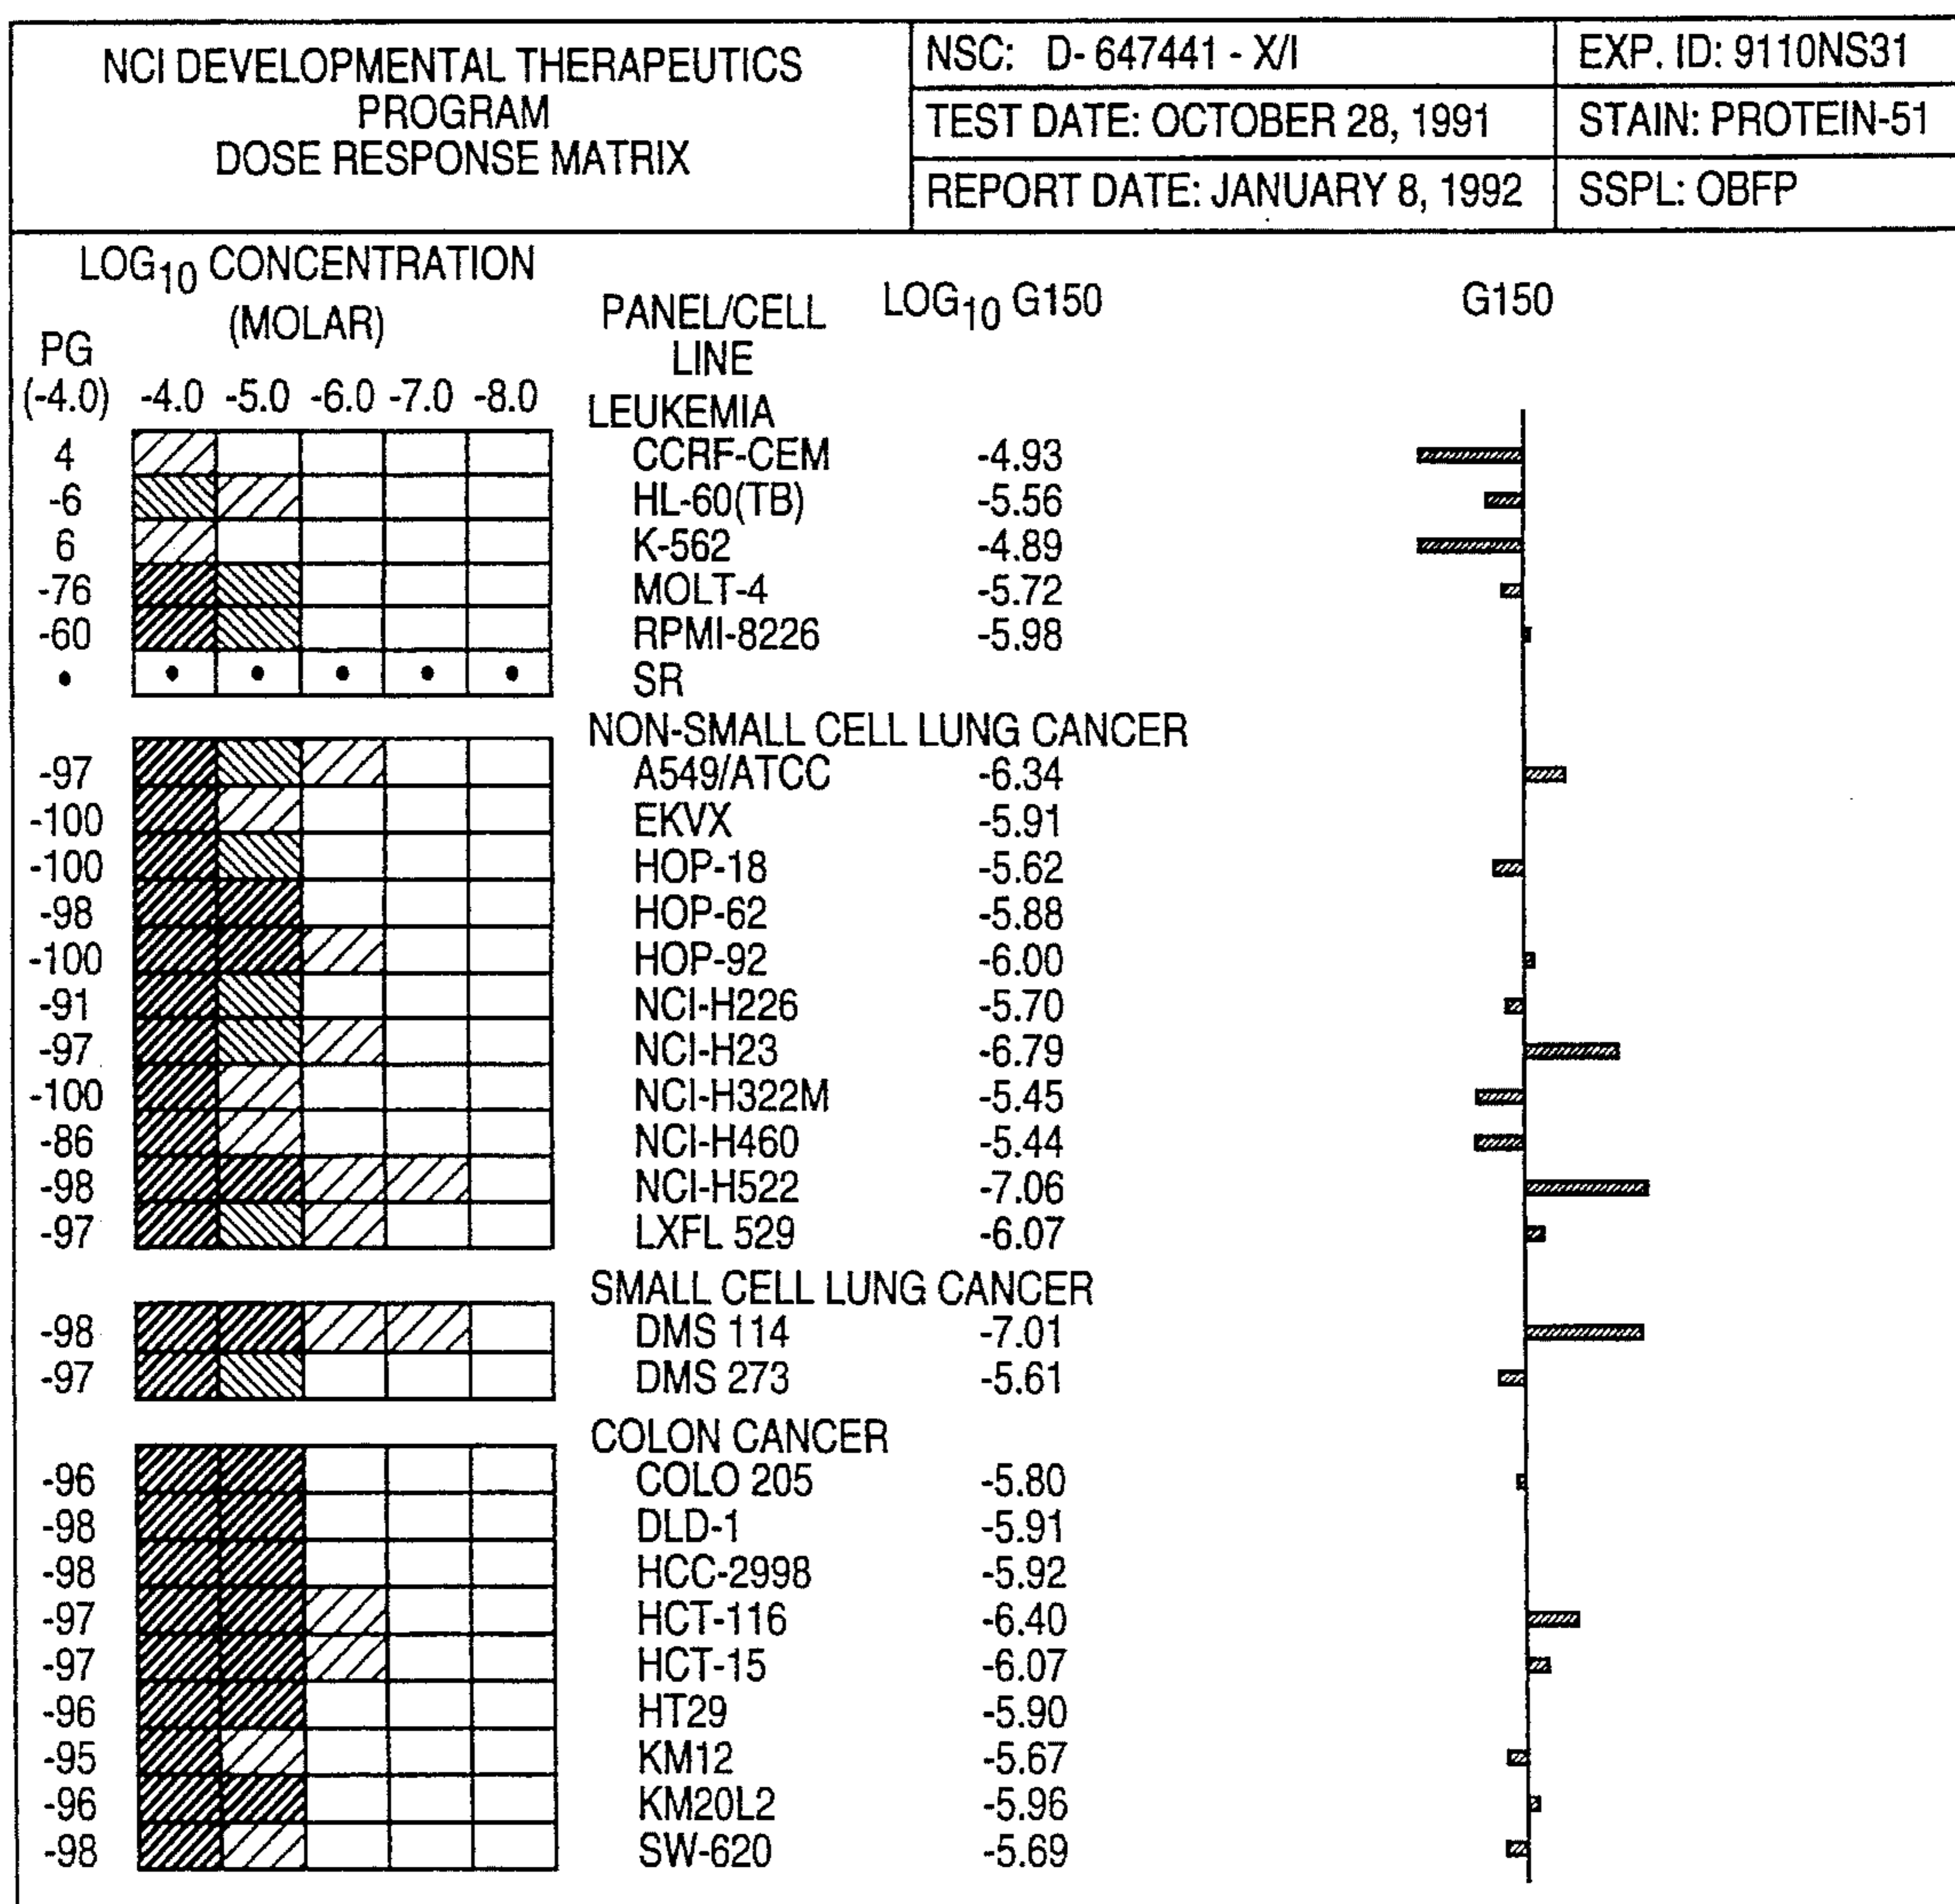 NCI DEVELOPMENTAL THERAPEUTICS
PROGRAM
DOSE RESPONSE MATRIX
NSC: D- 647441 - X/I
EXP. ID: 9110NS31
TEST DATE: OCTOBER 28, 1991
STAIN: PROTEIN-51
REPORT DATE: JANUARY 8, 1992
SSPL: OBFP
LOG10 CONCENTRATION
(MOLAR)
PG
(-4.0) -4.0 -5.0 -6.0 -7.0 -8.0
PANEL/CELL
LINE
LOG10 G150
G150
LEUKEMIA
4 CCRF-CEM -4.93
-6 HL-60(TB) -5.56
6 K-562 -4.89
-76 MOLT-4 -5.72
-60 RPMI-8226 -5.98
• • • • • • SR
NON-SMALL CELL LUNG CANCER
-97 A549/ATCC -6.34
-100 EKVX -5.91
-100 HOP-18 -5.62
-98 HOP-62 -5.88
-100 HOP-92 -6.00
-91 NCI-H226 -5.70
-97 NCI-H23 -6.79
-100 NCI-H322M -5.45
-86 NCI-H460 -5.44
-98 NCI-H522 -7.06
-97 LXFL 529 -6.07
SMALL CELL LUNG CANCER
-98 DMS 114 -7.01
-97 DMS 273 -5.61
COLON CANCER
-96 COLO 205 -5.80
-98 DLD-1 -5.91
-98 HCC-2998 -5.92
-97 HCT-116 -6.40
-97 HCT-15 -6.07
-96 HT29 -5.90
-95 KM12 -5.67
-96 KM20L2 -5.96
-98 SW-620 -5.69